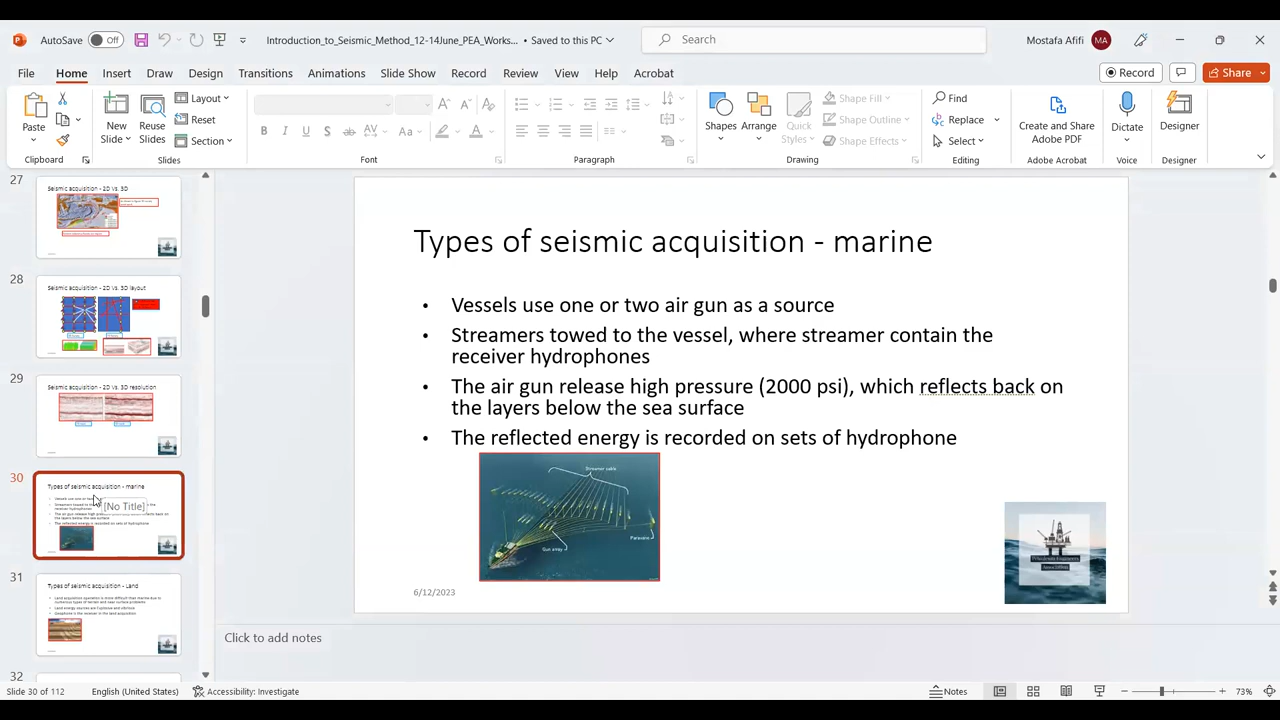 AutoSave Off Introduction_to_Seismic_Method_12-14June_PEA_Works... • Saved to this PC Search Mostafa Afifi MA
File Home Insert Draw Design Transitions Animations Slide Show Record Review View Help Acrobat Record Share
Paste New Slide Reuse Slides Layout Reset Section Aa Shapes Arrange Quick Styles Shape Fill Shape Outline Shape Effects Find Replace Select Create and Share Adobe PDF Dictate Designer
Clipboard Slides Font Paragraph Drawing Editing Adobe Acrobat Voice Designer
27
Seismic acquisition - 2D Vs. 3D
28
Seismic acquisition - 2D Vs. 3D layout
29
Seismic acquisition - 2D Vs. 3D resolution
30
Types of seismic acquisition - marine
[No Title]
31
Types of seismic acquisition - Land
32
Types of seismic acquisition - marine
• Vessels use one or two air gun as a source
• Streamers towed to the vessel, where streamer contain the
receiver hydrophones
• The air gun release high pressure (2000 psi), which reflects back on
the layers below the sea surface
• The reflected energy is recorded on sets of hydrophone
Streamer cable
Paravane
Gun array
Petroleum Engineers
Association
6/12/2023
Click to add notes
Slide 30 of 112 English (United States) Accessibility: Investigate Notes 73%